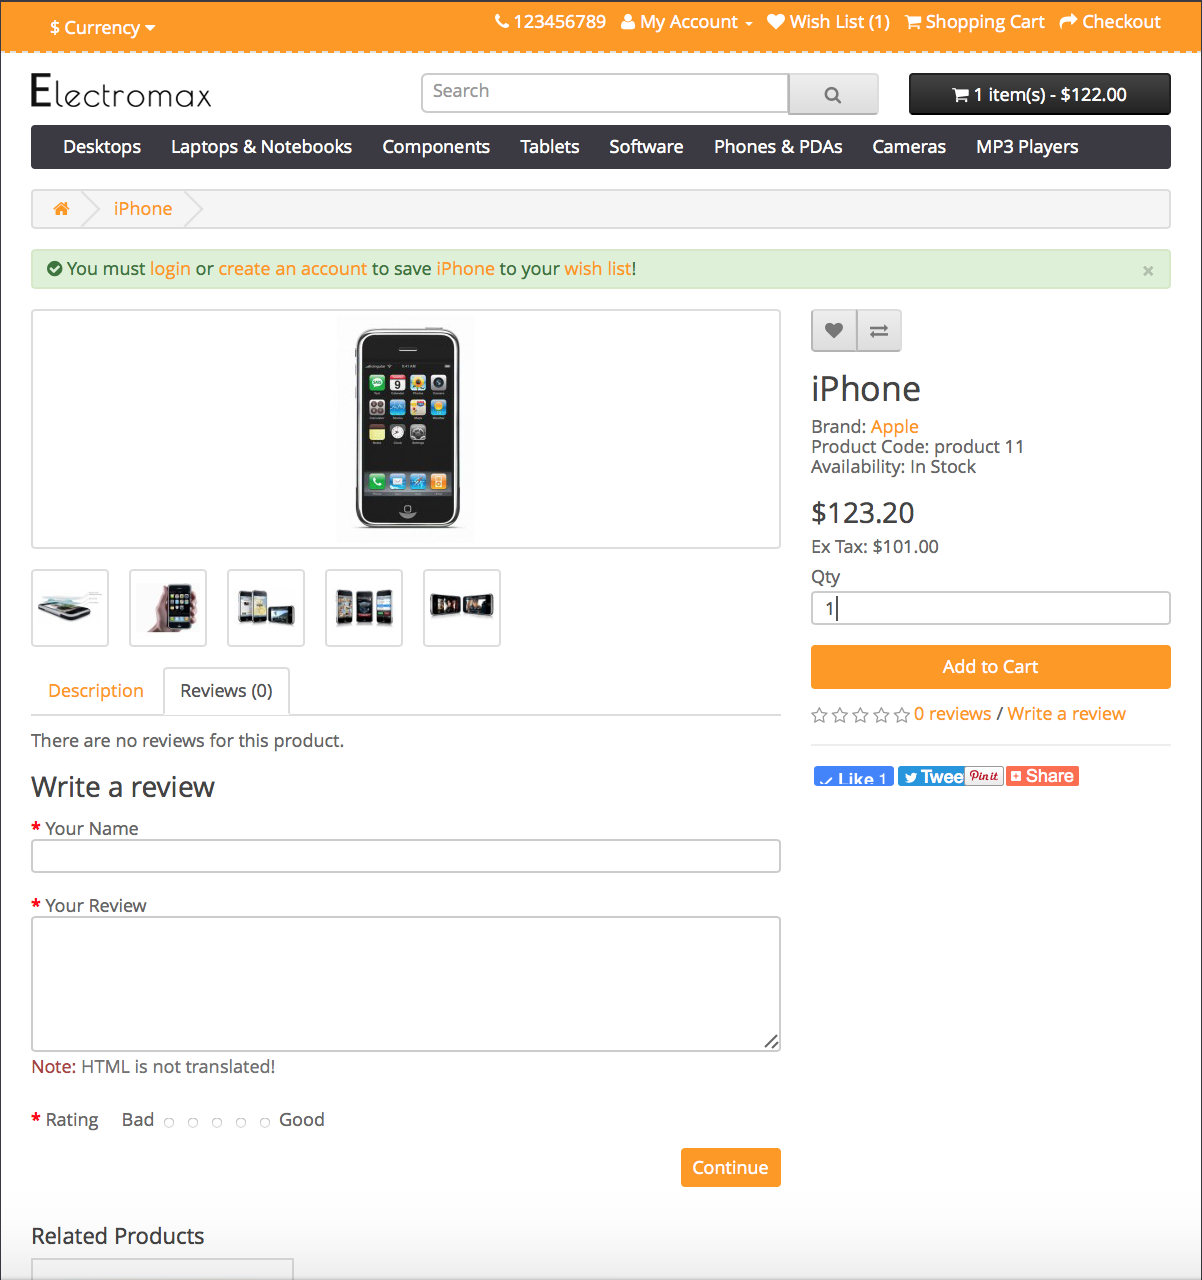 $ Currency
123456789 My Account Wish List (1) Shopping Cart Checkout
Electromax
Search
1 item(s) - $122.00
Desktops Laptops & Notebooks Components Tablets Software Phones & PDAs Cameras MP3 Players
iPhone
You must login or create an account to save iPhone to your wish list!
×
iPhone
Brand: Apple
Product Code: product 11
Availability: In Stock
$123.20
Ex Tax: $101.00
Qty
1
Add to Cart
0 reviews / Write a review
Like 1 Tweet Pin it Share
Description Reviews (0)
There are no reviews for this product.
Write a review
* Your Name
* Your Review
Note: HTML is not translated!
* Rating Bad Good
Continue
Related Products